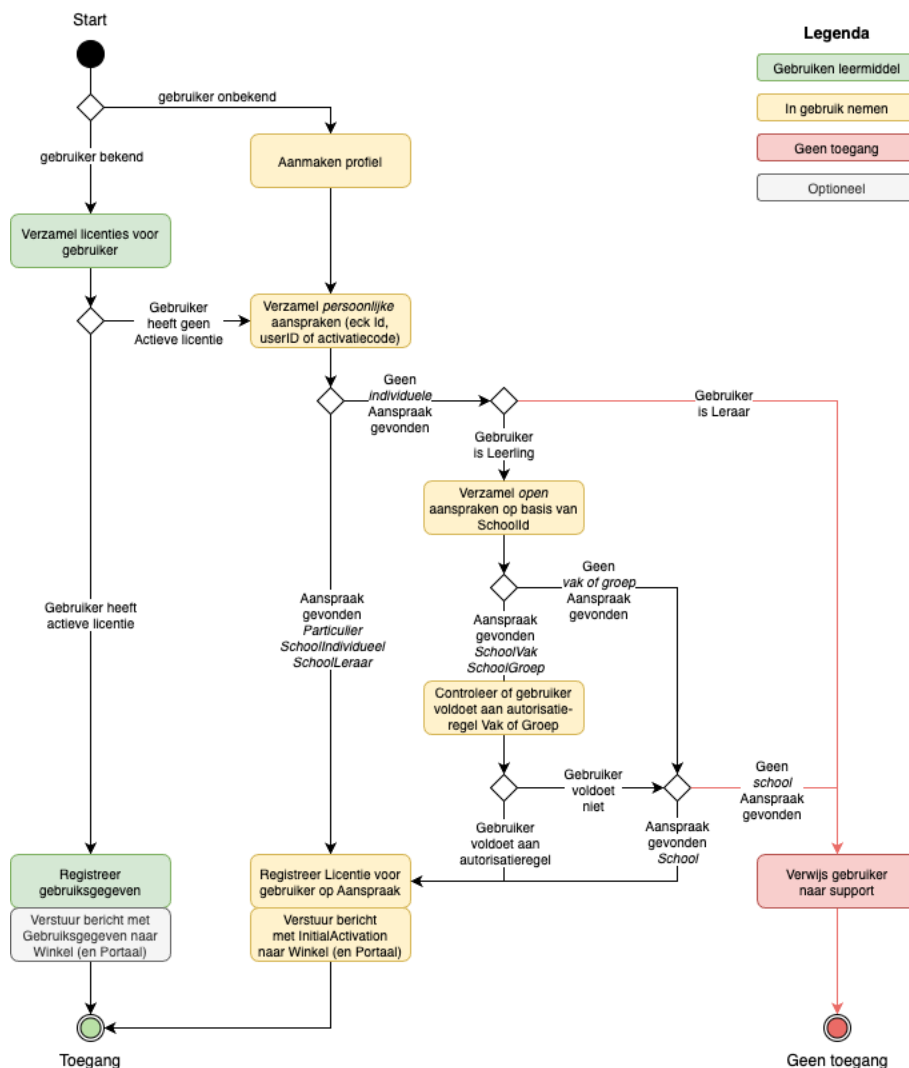 Start
Legenda
Gebruiken leermiddel
In gebruik nemen
Geen toegang
Optioneel
gebruiker onbekend
gebruiker bekend
Aanmaken profiel
Verzamel licenties voor
gebruiker
Gebruiker
heeft geen
Actieve licentie
Verzamel persoonlijke
aanspraken (eck Id,
userID of activatiecode)
Geen
individuele
Aanspraak
gevonden
Gebruiker
is Leraar
Gebruiker
is Leerling
Verzamel open
aanspraken op basis van
SchoolId
Geen
vak of groep
Aanspraak
gevonden
Gebruiker heeft
actieve licentie
Aanspraak
gevonden
Particulier
SchoolIndividueel
SchoolLeraar
Aanspraak
gevonden
SchoolVak
SchoolGroep
Controleer of gebruiker
voldoet aan autorisatie-
regel Vak of Groep
Gebruiker
voldoet
niet
Geen
school
Aanspraak
gevonden
Gebruiker
voldoet aan
autorisatieregel
Aanspraak
gevonden
School
Registreer
gebruiksgegeven
Verstuur bericht met
Gebruiksgegeven naar
Winkel (en Portaal)
Registreer Licentie voor
gebruiker op Aanspraak
Verstuur bericht
met InitialActivation
naar Winkel (en Portaal)
Verwijs gebruiker
naar support
Toegang
Geen toegang